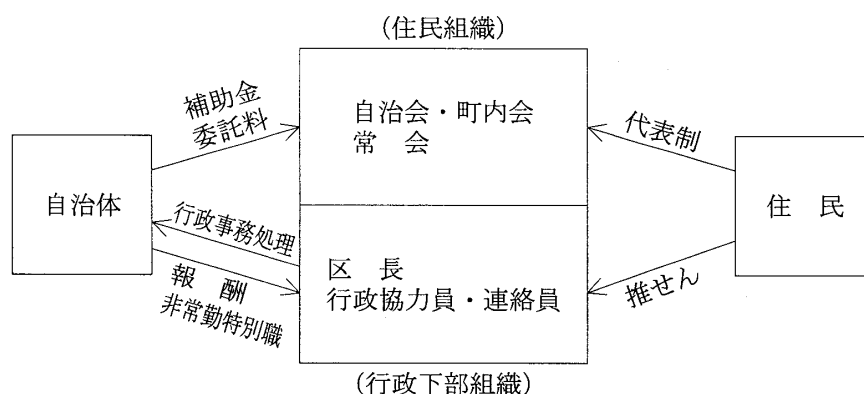 (住民組織)
補助金
委託料
自治会・町内会
常 会
代表制
自治体
住 民
行政事務処理
報 酬
非常勤特別職
区 長
行政協力員・連絡員
推せん
(行政下部組織)